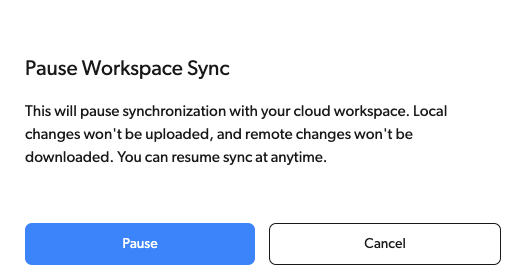 Pause Workspace Sync
This will pause synchronization with your cloud workspace. Local
changes won't be uploaded, and remote changes won't be
downloaded. You can resume sync at anytime.
Pause
Cancel